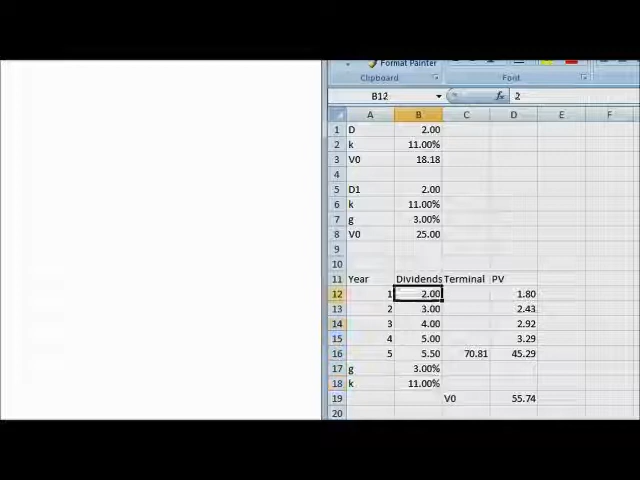 Format Painter
Clipboard
Font
B12 fx 2
A B C D E F
1 D 2.00
2 k 11.00%
3 V0 18.18
4
5 D1 2.00
6 k 11.00%
7 g 3.00%
8 V0 25.00
9
10
11 Year Dividends Terminal PV
12 1 2.00 1.80
13 2 3.00 2.43
14 3 4.00 2.92
15 4 5.00 3.29
16 5 5.50 70.81 45.29
17 g 3.00%
18 k 11.00%
19 V0 55.74
20